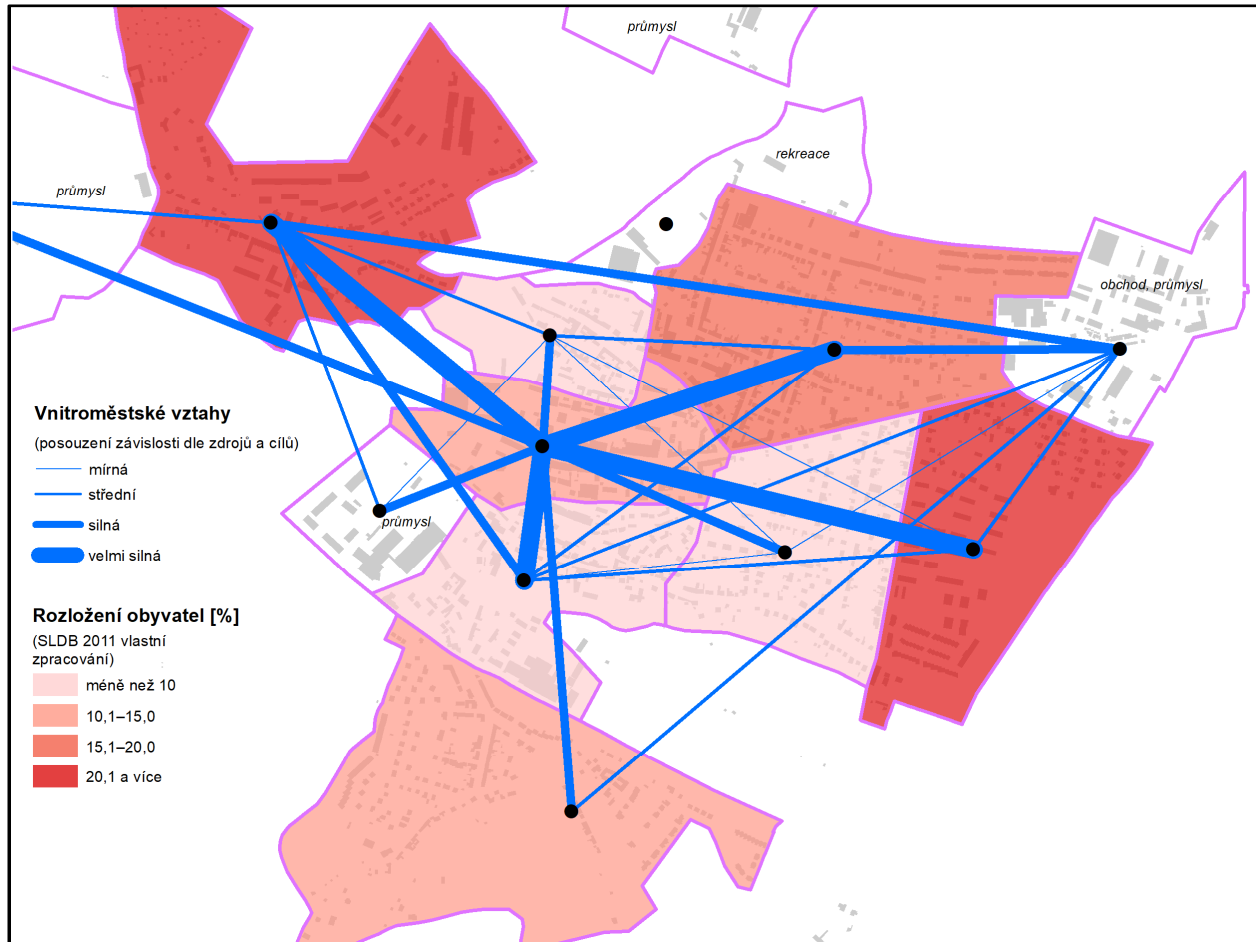 průmysl
rekreace
průmysl
obchod, průmysl
průmysl
Vnitroměstské vztahy
(posouzení závislosti dle zdrojů a cílů)
mírná
střední
silná
velmi silná
Rozložení obyvatel [%]
(SLDB 2011 vlastní
zpracování)
méně než 10
10,1–15,0
15,1–20,0
20,1 a více